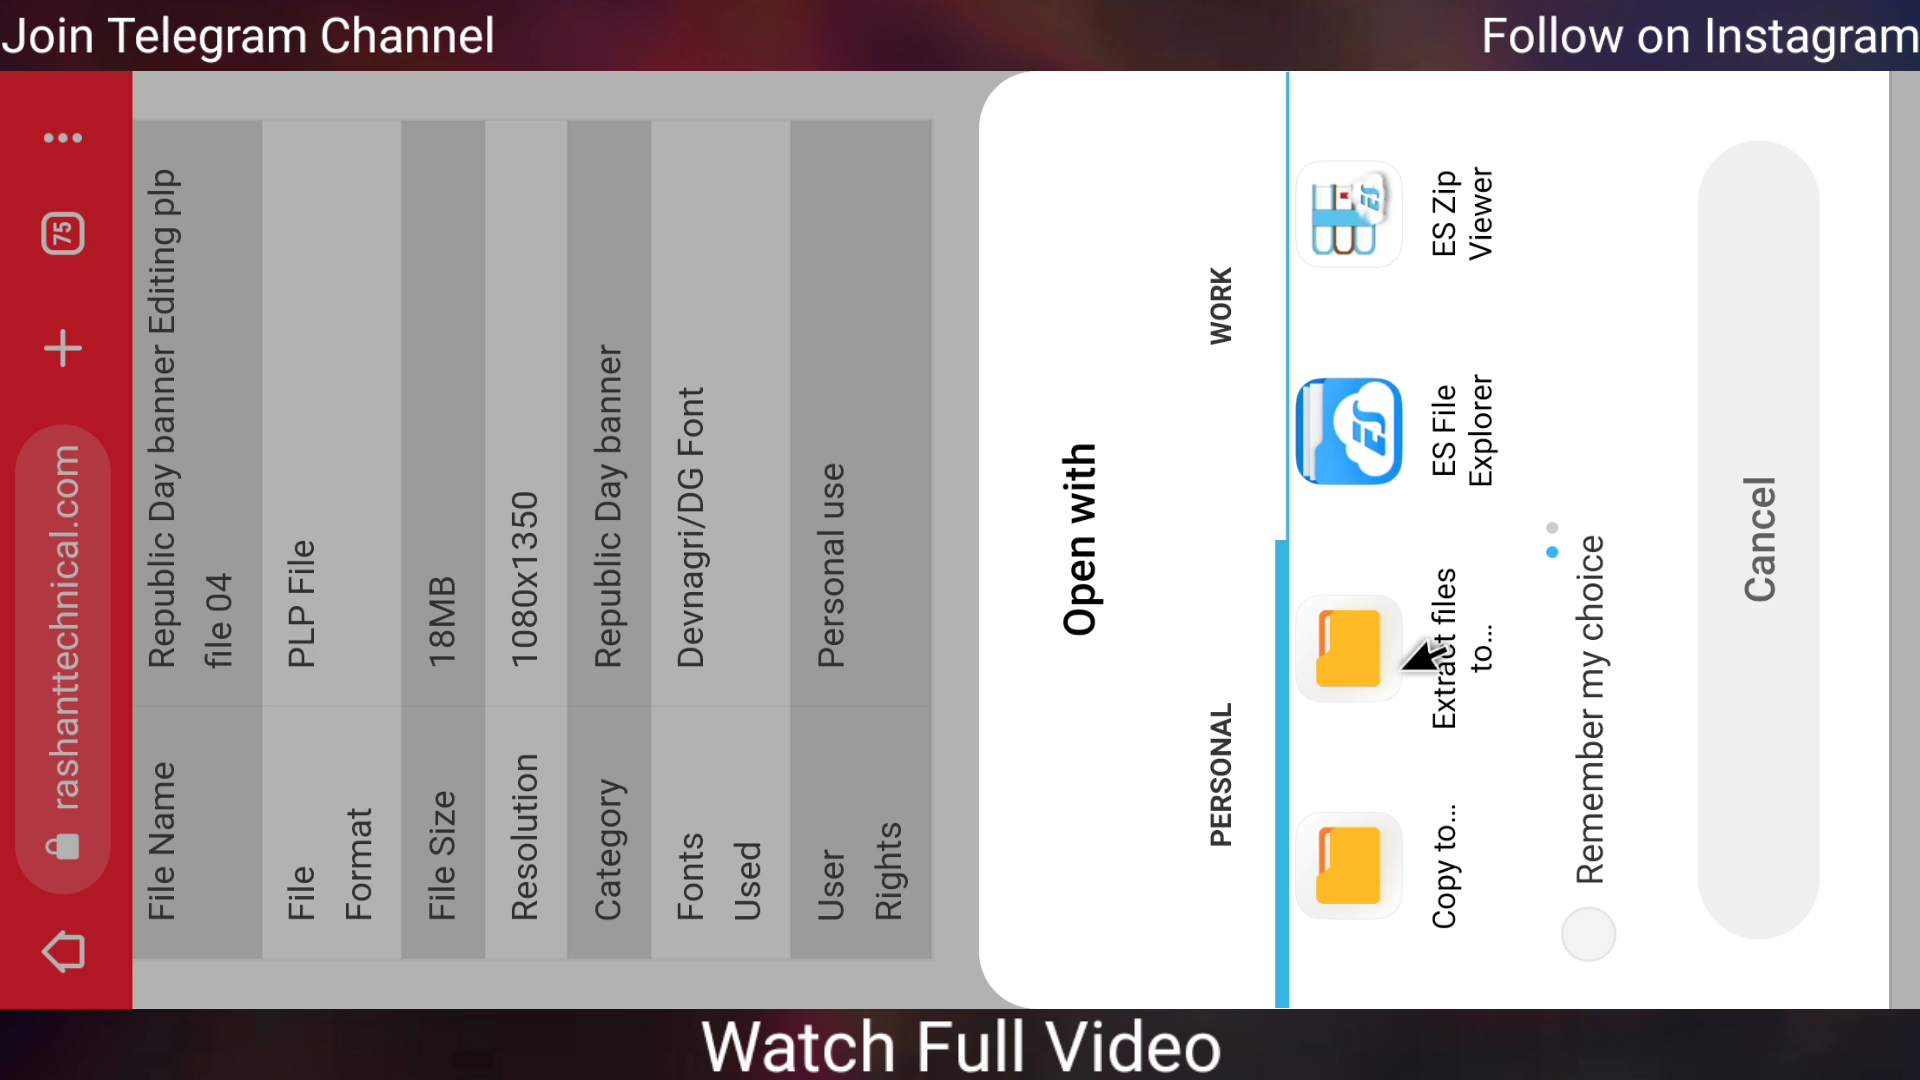 Join Telegram Channel
Follow on Instagram
75
rashanttechnical.com
File Name
Republic Day banner Editing plp
file 04
File
Format
PLP File
File Size
18MB
Resolution
1080x1350
Category
Republic Day banner
Fonts
Used
Devnagri/DG Font
User
Rights
Personal use
Open with
PERSONAL
WORK
Copy to...
Extract files
to...
ES
ES File
Explorer
ES
ES Zip
Viewer
Remember my choice
Cancel
Watch Full Video